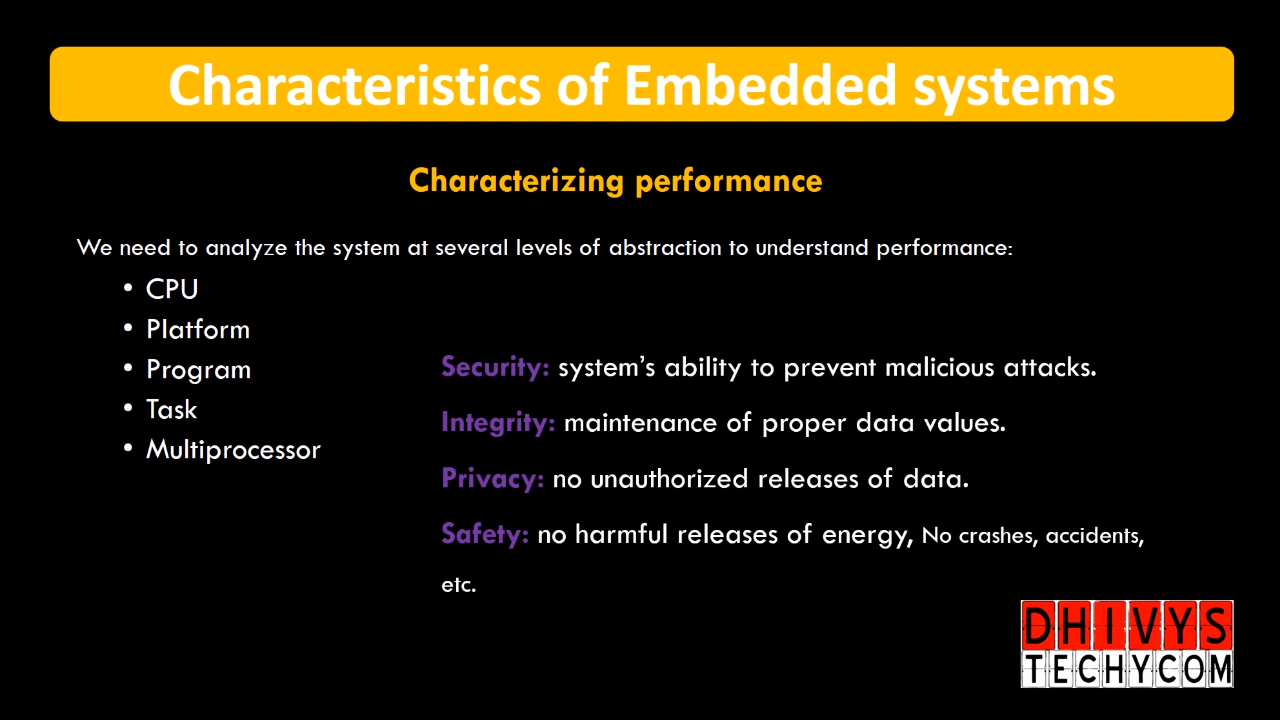 Characteristics of Embedded systems
Characterizing performance
We need to analyze the system at several levels of abstraction to understand performance:
• CPU
• Platform
• Program
• Task
• Multiprocessor
Security: system’s ability to prevent malicious attacks.
Integrity: maintenance of proper data values.
Privacy: no unauthorized releases of data.
Safety: no harmful releases of energy, No crashes, accidents,
etc.
DHIVYS
TECHYCOM